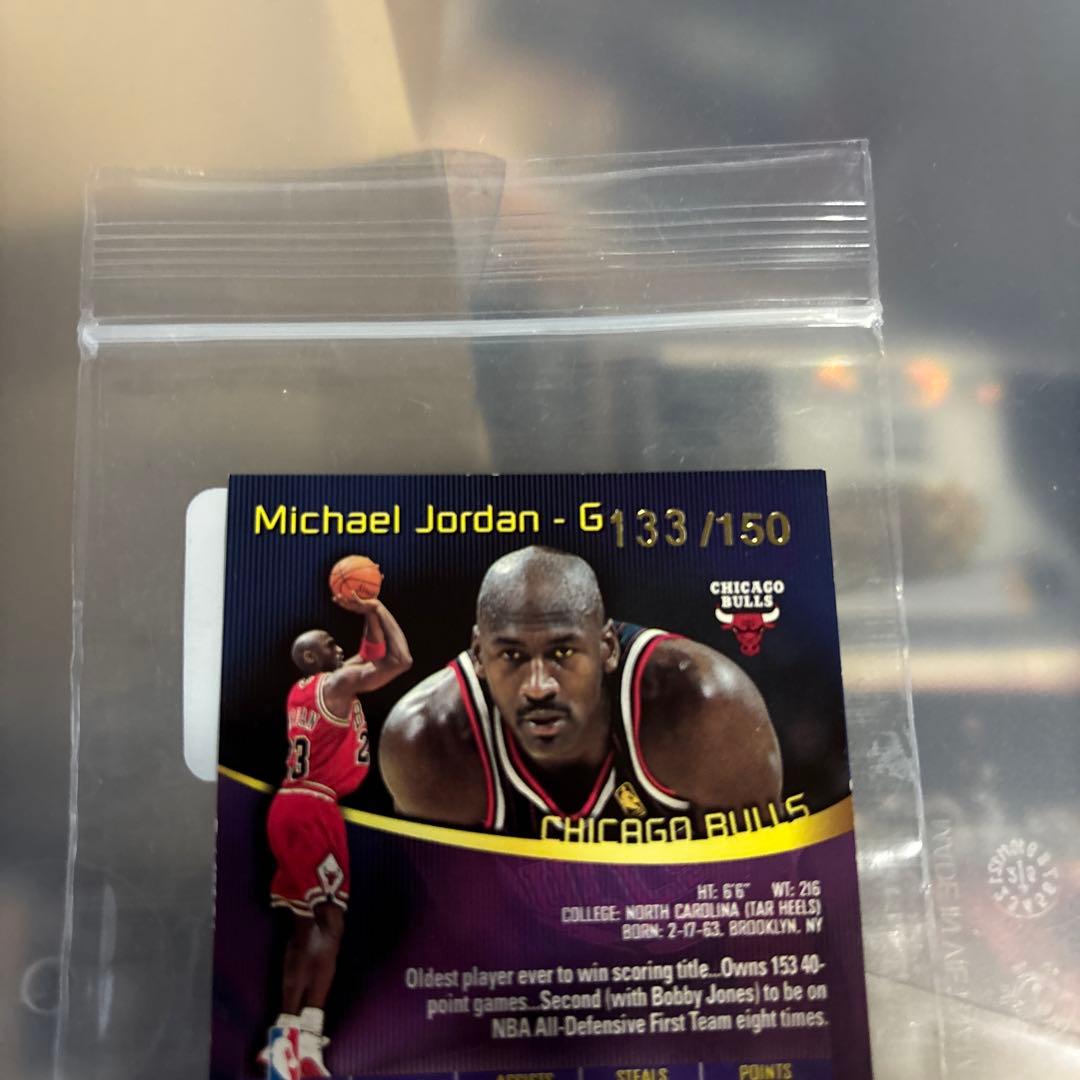 Michael Jordan - G 133 /150
CHICAGO
BULLS
23
CHICAGO BULLS
HT: 6'6" WT: 216
COLLEGE: NORTH CAROLINA (TAR HEELS)
BORN: 2-17-63, BROOKLYN, NY
Oldest player ever to win scoring title...Owns 153 40-
point games...Second (with Bobby Jones) to be on
NBA All-Defensive First Team eight times.
ASSISTS STEALS POINTS